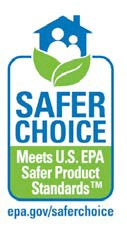 SAFER
CHOICE
Meets U.S. EPA
Safer Product
Standards™
epa.gov/saferchoice